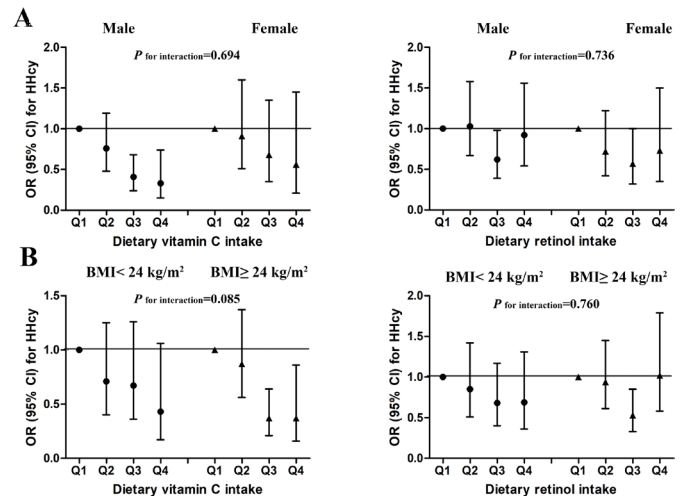 A
Male Female
P for interaction=0.694
OR (95% CI) for HHcy
2.0
1.5
1.0
0.5
0.0
Q1 Q2 Q3 Q4 Q1 Q2 Q3 Q4
Dietary vitamin C intake
Male Female
P for interaction=0.736
OR (95% CI) for HHcy
2.0
1.5
1.0
0.5
0.0
Q1 Q2 Q3 Q4 Q1 Q2 Q3 Q4
Dietary retinol intake
B
BMI< 24 kg/m² BMI≥ 24 kg/m²
P for interaction=0.085
OR (95% CI) for HHcy
1.5
1.0
0.5
0.0
Q1 Q2 Q3 Q4 Q1 Q2 Q3 Q4
Dietary vitamin C intake
BMI< 24 kg/m² BMI≥ 24 kg/m²
P for interaction=0.760
OR (95% CI) for HHcy
2.0
1.5
1.0
0.5
0.0
Q1 Q2 Q3 Q4 Q1 Q2 Q3 Q4
Dietary retinol intake